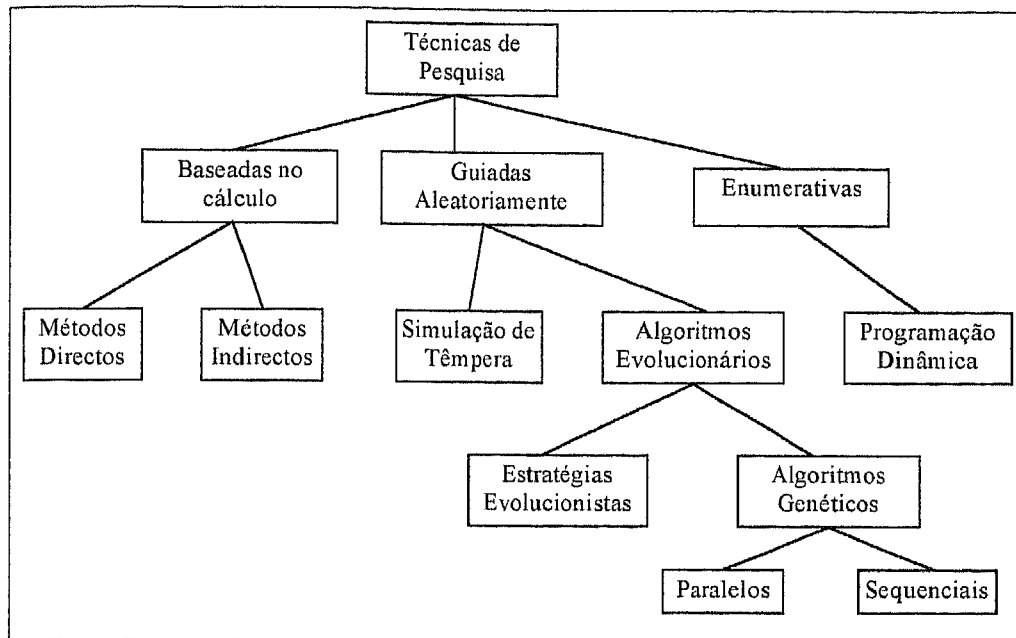 Técnicas de
Pesquisa
Baseadas no
cálculo
Guiadas
Aleatoriamente
Enumerativas
Métodos
Directos
Métodos
Indirectos
Simulação de
Têmpera
Algoritmos
Evolucionários
Programação
Dinâmica
Estratégias
Evolucionistas
Algoritmos
Genéticos
Paralelos
Sequenciais